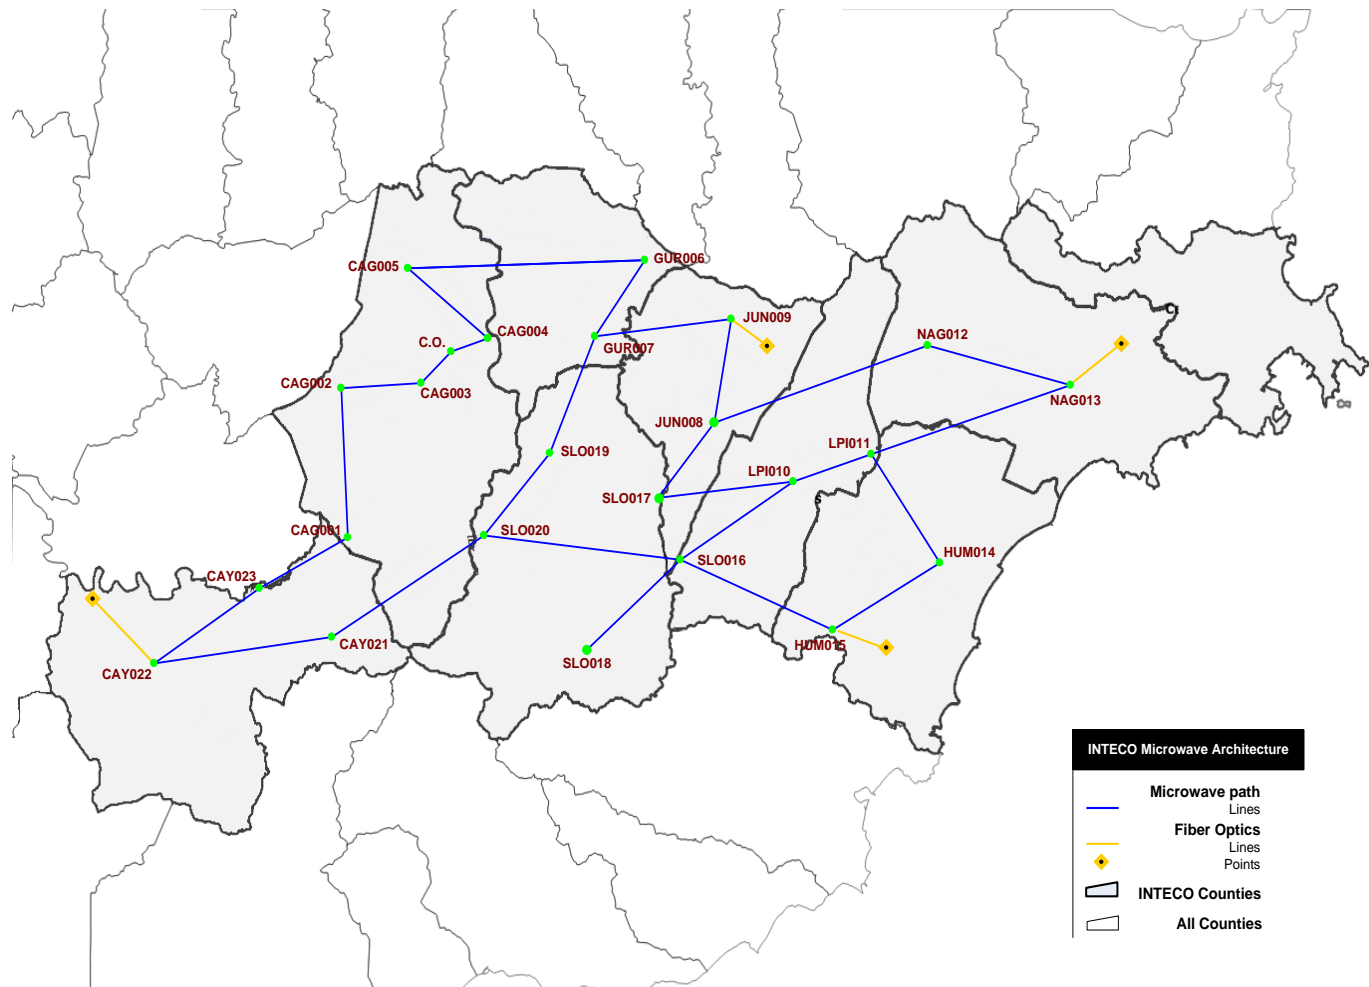 CAG005
GUR006
JUN009
CAG004
C.O.
GUR007
NAG012
CAG002
CAG003
NAG013
JUN008
LPI011
SLO019
LPI010
SLO017
S
CAG001
SLO020
HUM014
SLO016
CAY023
CAY021
HUM015
CAY022
SLO018
INTECO Microwave Architecture
Microwave path
Lines
Fiber Optics
Lines
Points
INTECO Counties
All Counties